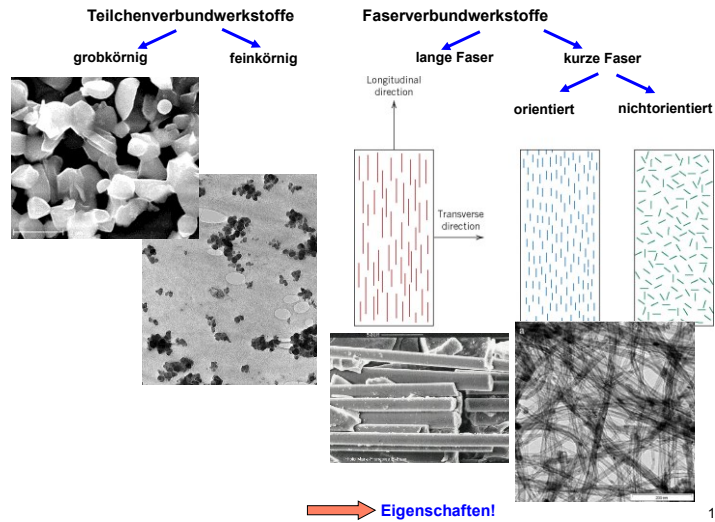 Teilchenverbundwerkstoffe
Faserverbundwerkstoffe
grobkörnig
feinkörnig
lange Faser
kurze Faser
Longitudinal
direction
orientiert
nichtorientiert
Transverse
direction
a
Eigenschaften!
1